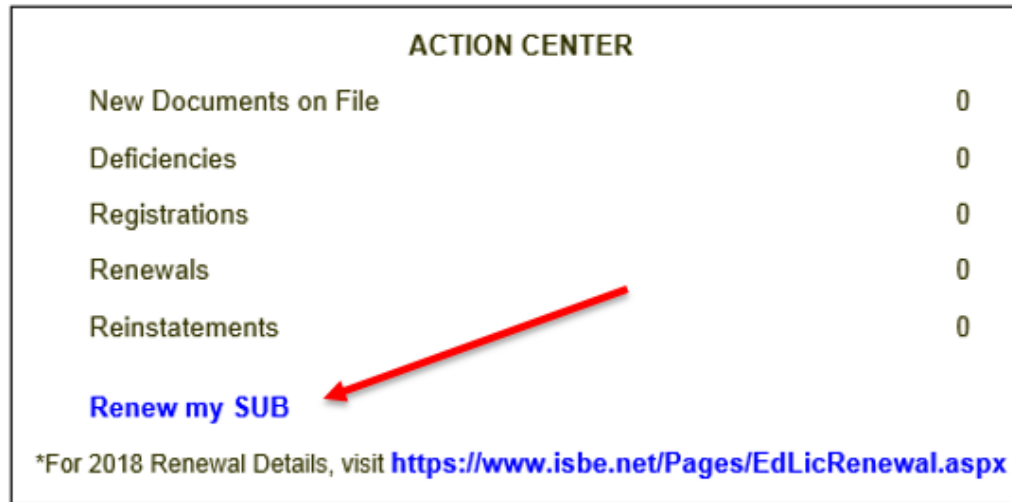 ACTION CENTER
New Documents on File 0
Deficiencies 0
Registrations 0
Renewals 0
Reinstatements 0
Renew my SUB
*For 2018 Renewal Details, visit https://www.isbe.net/Pages/EdLicRenewal.aspx